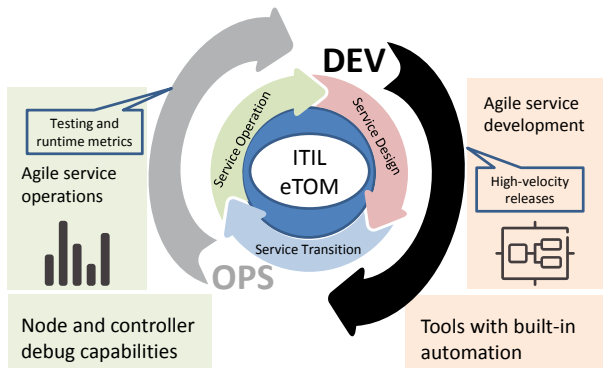 DEV
Agile service
development
Testing and
runtime metrics
Service Operation
Service Design
ITIL
eTOM
Agile service
operations
High-velocity
releases
Service Transition
OPS
Node and controller
debug capabilities
Tools with built-in
automation